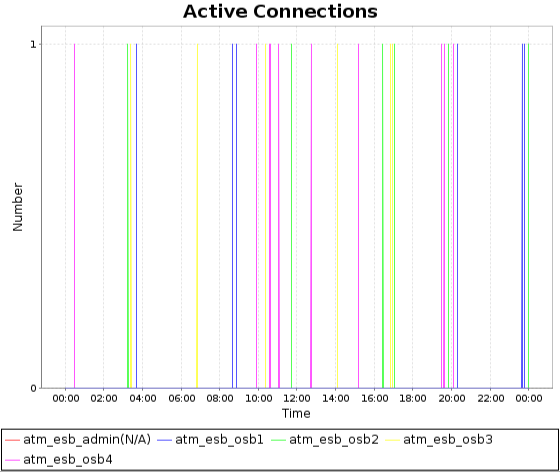 Active Connections
1
0
Number
00:00 02:00 04:00 06:00 08:00 10:00 12:00 14:00 16:00 18:00 20:00 22:00 00:00
Time
atm_esb_admin(N/A) atm_esb_osb1 atm_esb_osb2 atm_esb_osb3
atm_esb_osb4